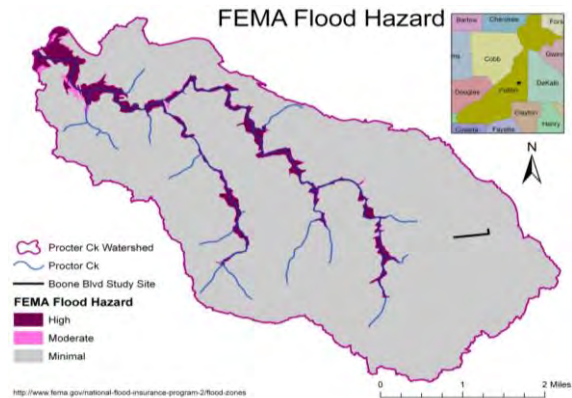 FEMA Flood Hazard
Bartow
Cherokee
Cobb
Douglas
Fulton
DeKalb
Clayton
Coweta
Fayette
Henry
N
Procter Ck Watershed
Proctor Ck
Boone Blvd Study Site
FEMA Flood Hazard
High
Moderate
Minimal
http://www.fema.gov/national-flood-insurance-program-2/flood-zones
0 1 2 Miles